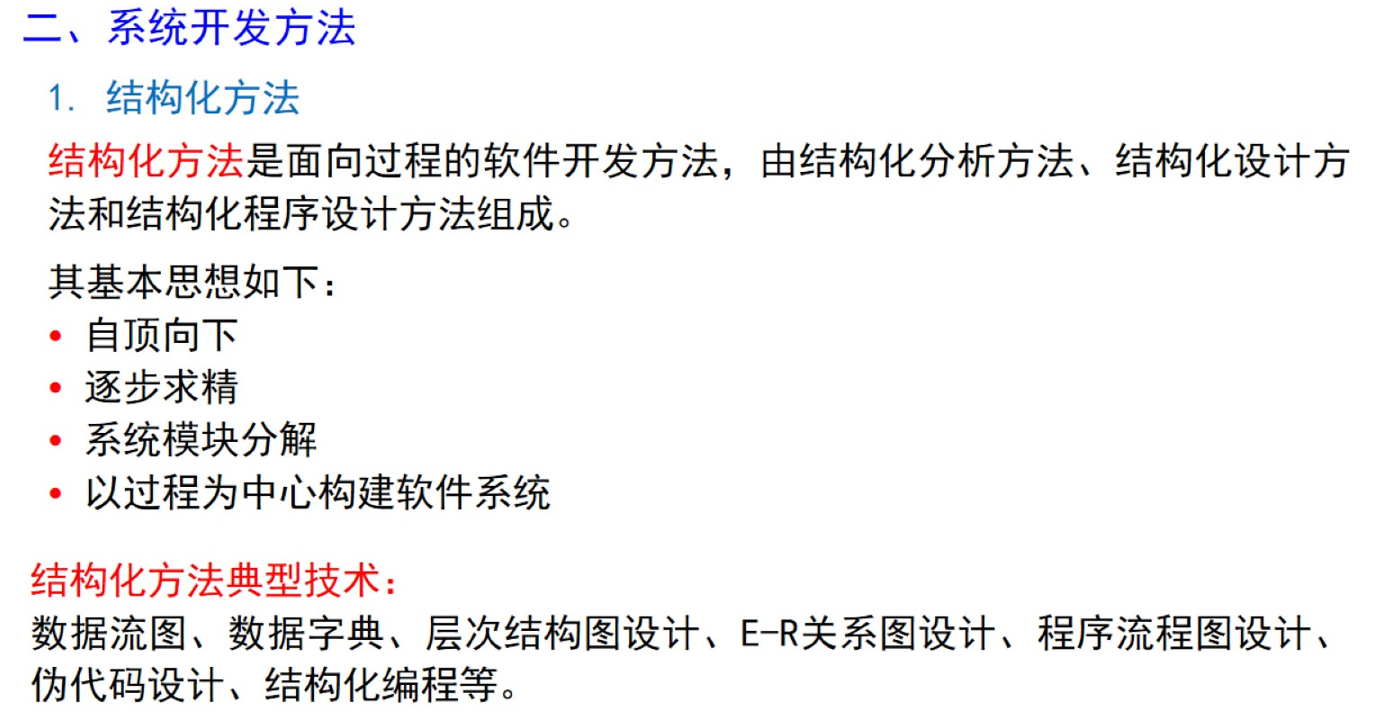 二、系统开发方法
1. 结构化方法
结构化方法是面向过程的软件开发方法，由结构化分析方法、结构化设计方
法和结构化程序设计方法组成。
其基本思想如下：
• 自顶向下
• 逐步求精
• 系统模块分解
• 以过程为中心构建软件系统
结构化方法典型技术：
数据流图、数据字典、层次结构图设计、E-R关系图设计、程序流程图设计、
伪代码设计、结构化编程等。